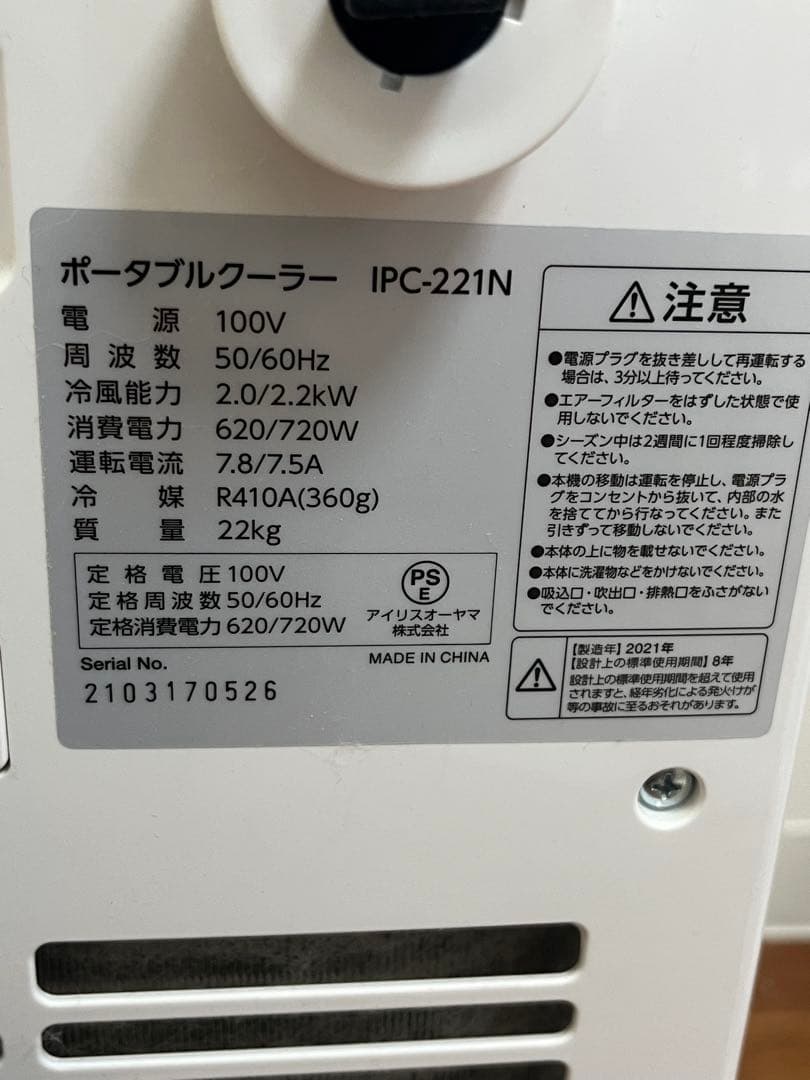 ポータブルクーラー IPC-221N
電源 100V
周波数 50/60Hz
冷風能力 2.0/2.2kW
消費電力 620/720W
運転電流 7.8/7.5A
冷媒 R410A(360g)
質量 22kg
定格電圧 100V
定格周波数 50/60Hz
定格消費電力 620/720W
PS
E
アイリスオーヤマ
株式会社
Serial No.
MADE IN CHINA
2103170526
注意
●電源プラグを抜き差しして再運転する
場合は、3分以上待ってください。
●エアーフィルターをはずした状態で使
用しないでください。
●シーズン中は2週間に1回程度掃除し
てください。
●本機の移動は運転を停止し、電源プラ
グをコンセントから抜いて、内部の水
を捨ててから行なってください。また
引きずって移動しないでください。
●本体の上に物を載せないでください。
●本体に洗濯物などをかけないでください。
●吸込口・吹出口・排熱口をふさがない
でください。
【製造年】2021年
【設計上の標準使用期間】8年
設計上の標準使用期間を超えて使用
されますと、経年劣化による発火けが
等の事故に至るおそれがあります。